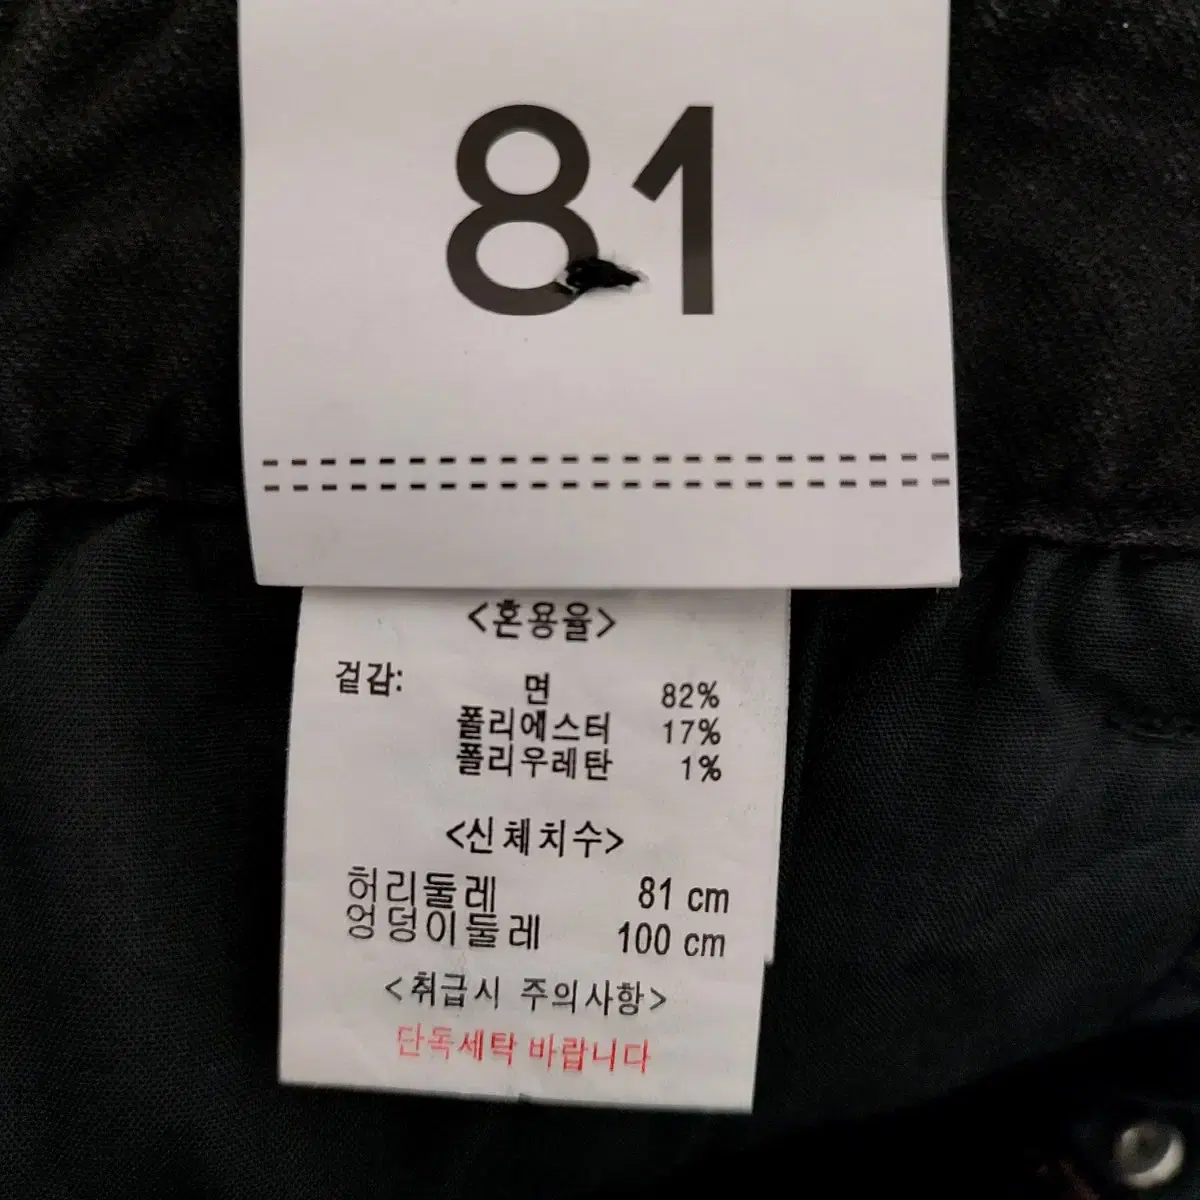 81
<혼용율>
겉감: 면 82%
폴리에스터 17%
폴리우레탄 1%
<신체치수>
허리둘레 81 cm
엉덩이둘레 100 cm
<취급시 주의사항>
단독세탁 바랍니다